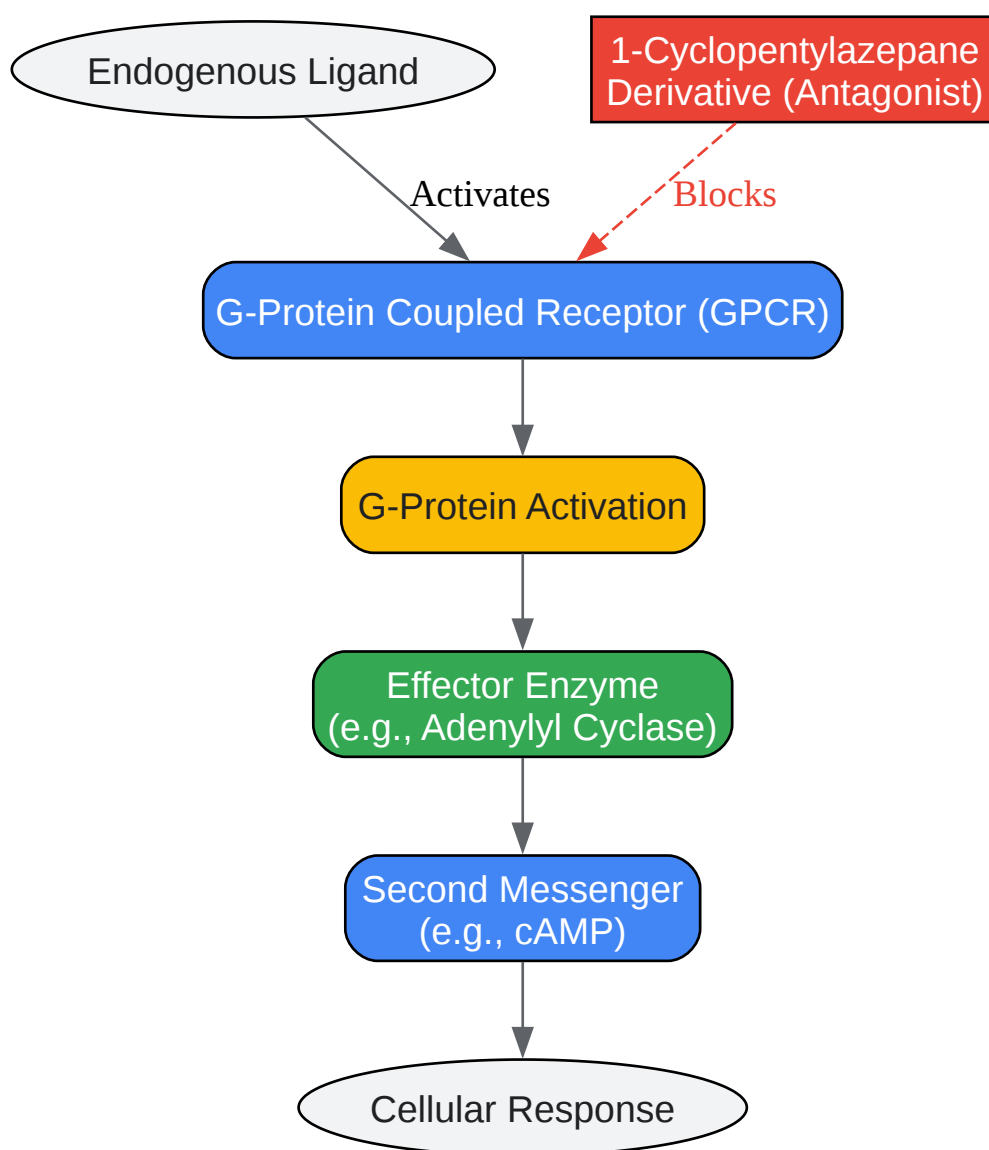 Endogenous Ligand
1-Cyclopentylazepane
Derivative (Antagonist)
Activates
Blocks
G-Protein Coupled Receptor (GPCR)
G-Protein Activation
Effector Enzyme
(e.g., Adenylyl Cyclase)
Second Messenger
(e.g., cAMP)
Cellular Response